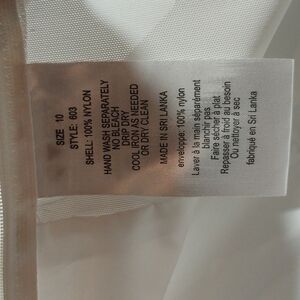 SIZE 10
STYLE: 603
SHELL: 100% NYLON
HAND WASH SEPARATELY
NO BLEACH
DRIP DRY
COOL IRON AS NEEDED
OR DRY CLEAN
MADE IN SRI LANKA
enveloppe: 100% nylon
Laver à la main séparément
blanchir pas
Faire sécher à plat
Repasser à froid au besoin
Ou nettoyer à sec
fabriqué en Sri Lanka